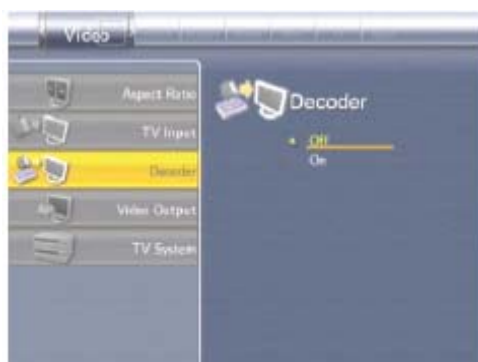 Video
Aspect Ratio
TV Input
Decoder
Video Output
TV System
Decoder
Off
On